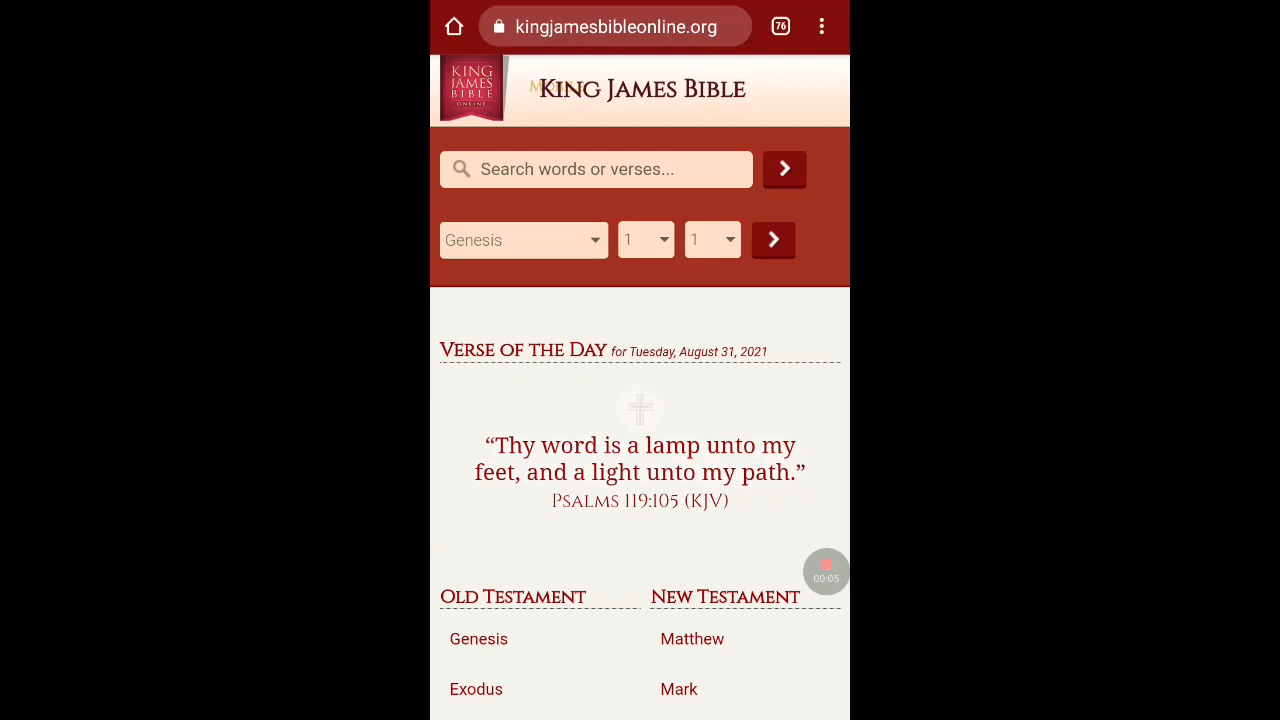 kingjamesbibleonline.org
76
KING
JAMES
BIBLE
ONLINE
KING JAMES BIBLE
Search words or verses...
Genesis 1 1
VERSE OF THE DAY for Tuesday, August 31, 2021
“Thy word is a lamp unto my
feet, and a light unto my path.”
PSALMS 119:105 (KJV)
00:05
OLD TESTAMENT NEW TESTAMENT
Genesis Matthew
Exodus Mark